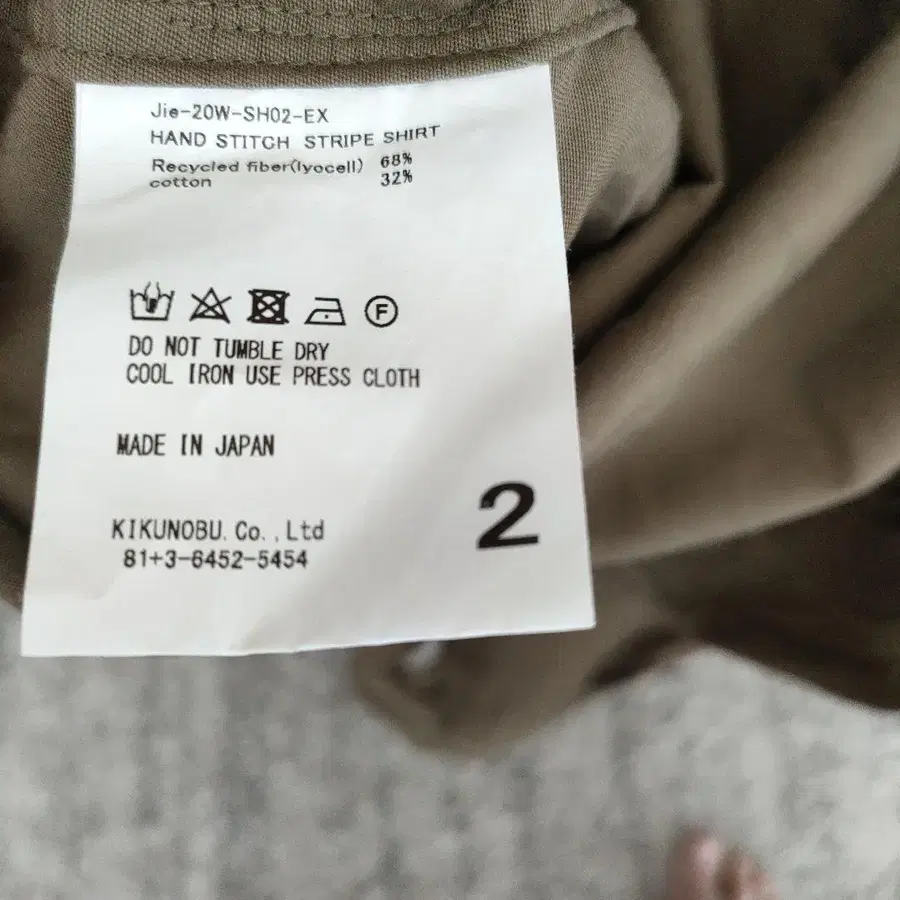 Jie-20W-SH02-EX
HAND STITCH STRIPE SHIRT
Recycled fiber(lyocell) 68%
cotton 32%
F
DO NOT TUMBLE DRY
COOL IRON USE PRESS CLOTH
MADE IN JAPAN
2
KIKUNOBU. Co., Ltd
81+3-6452-5454